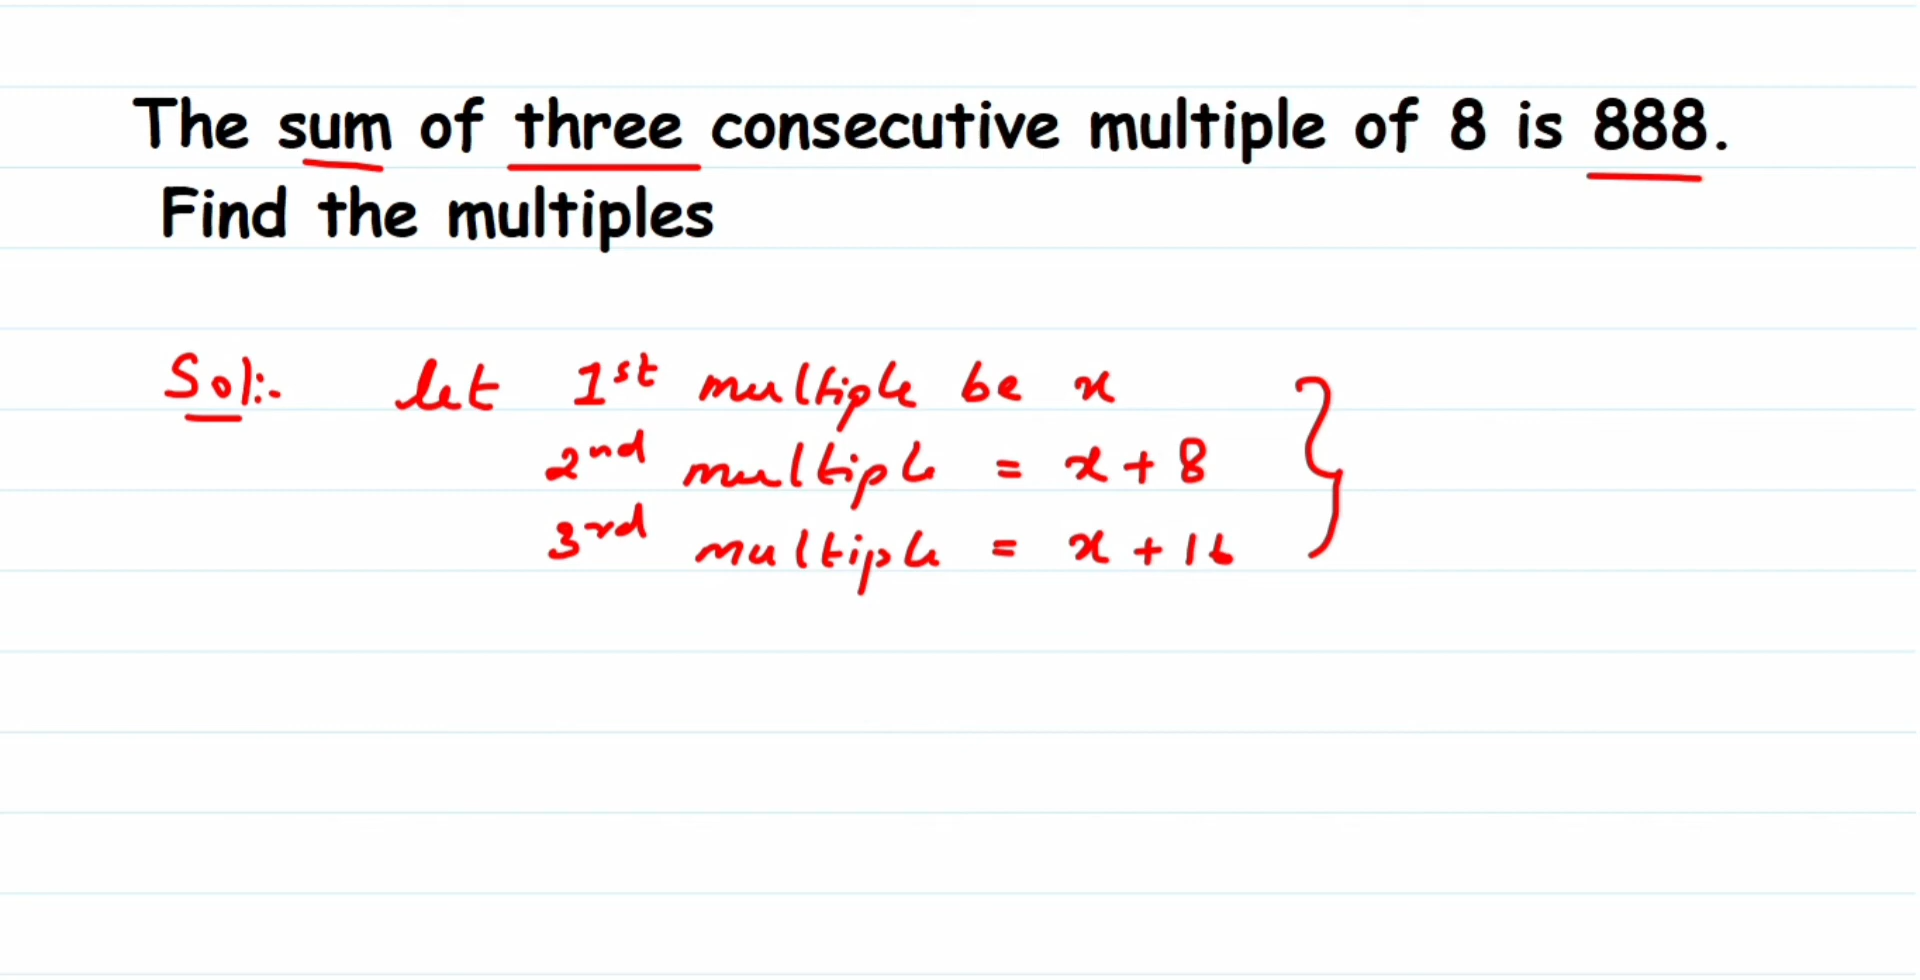 The sum of three consecutive multiple of 8 is 888.
Find the multiples
Sol:- let 1st multiple be x
2nd multiple = x + 8
3rd multiple = x + 16